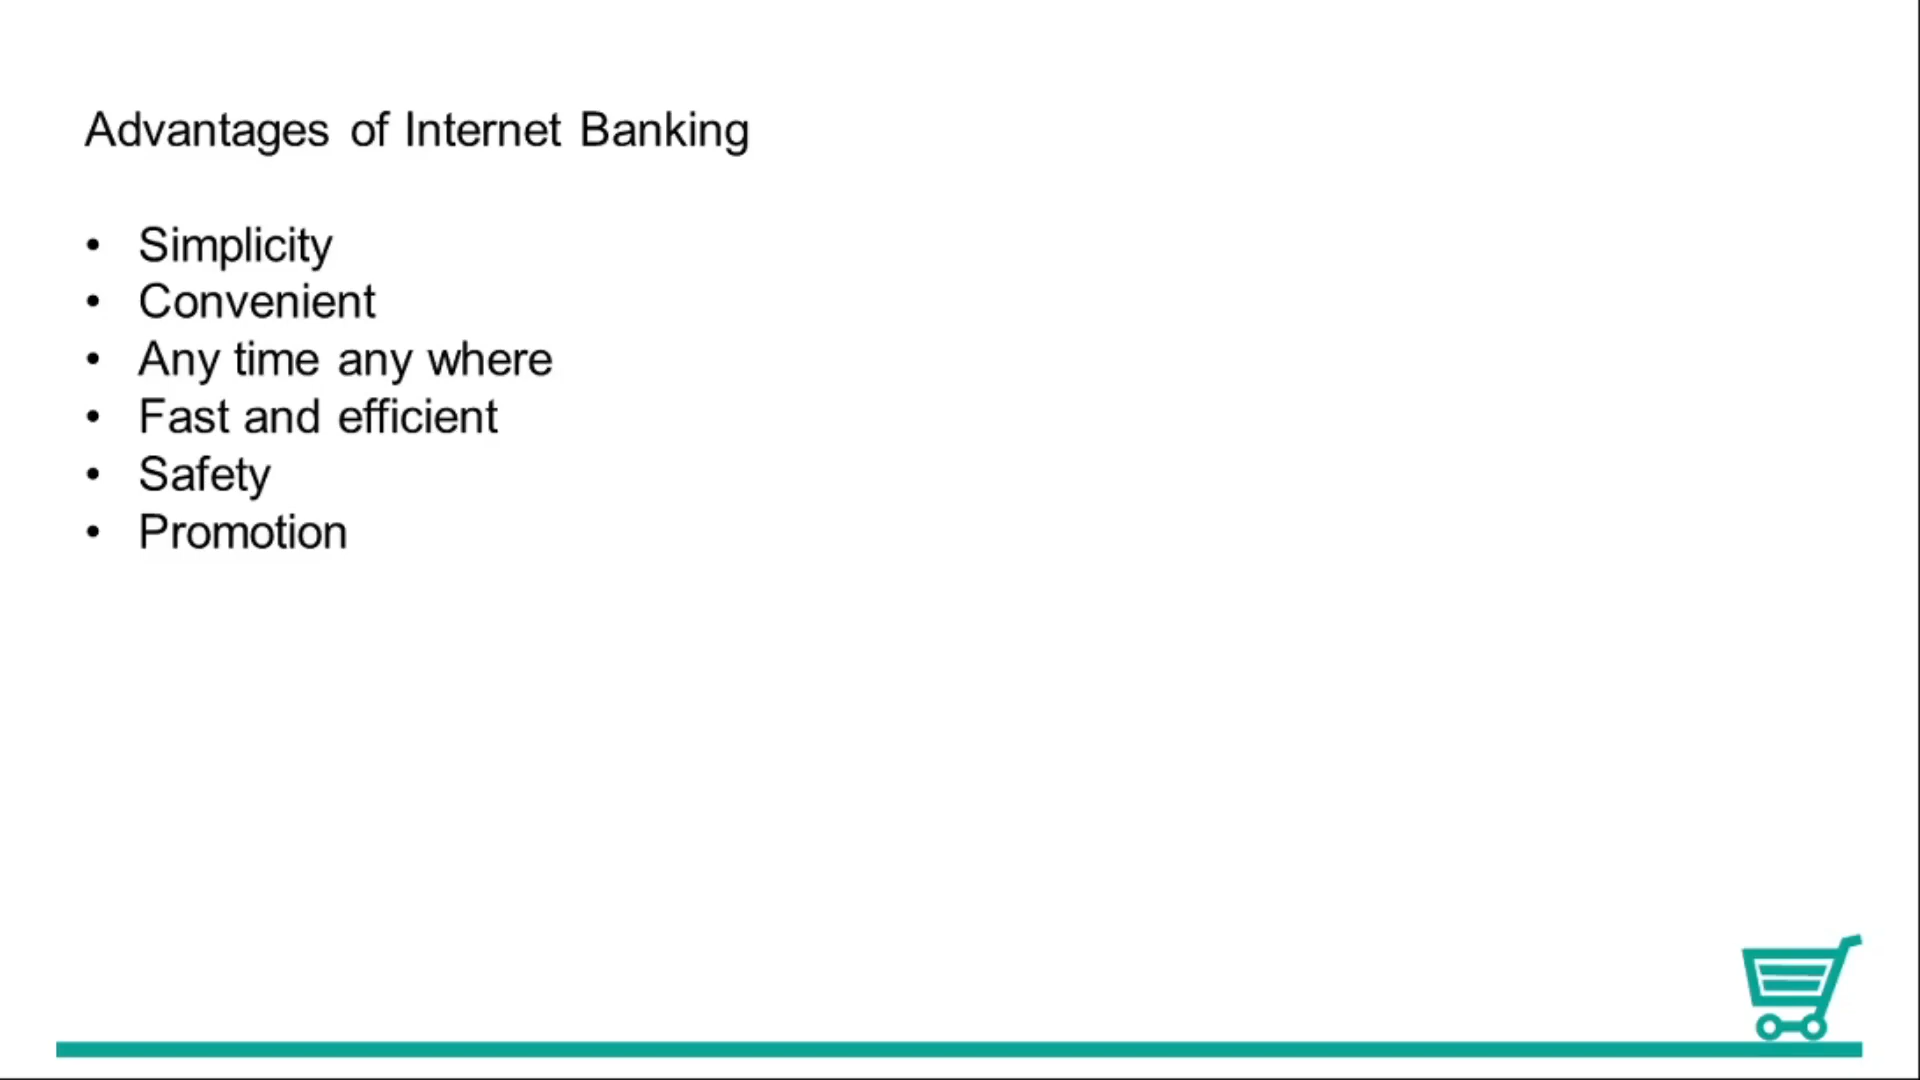 Advantages of Internet Banking
• Simplicity
• Convenient
• Any time any where
• Fast and efficient
• Safety
• Promotion